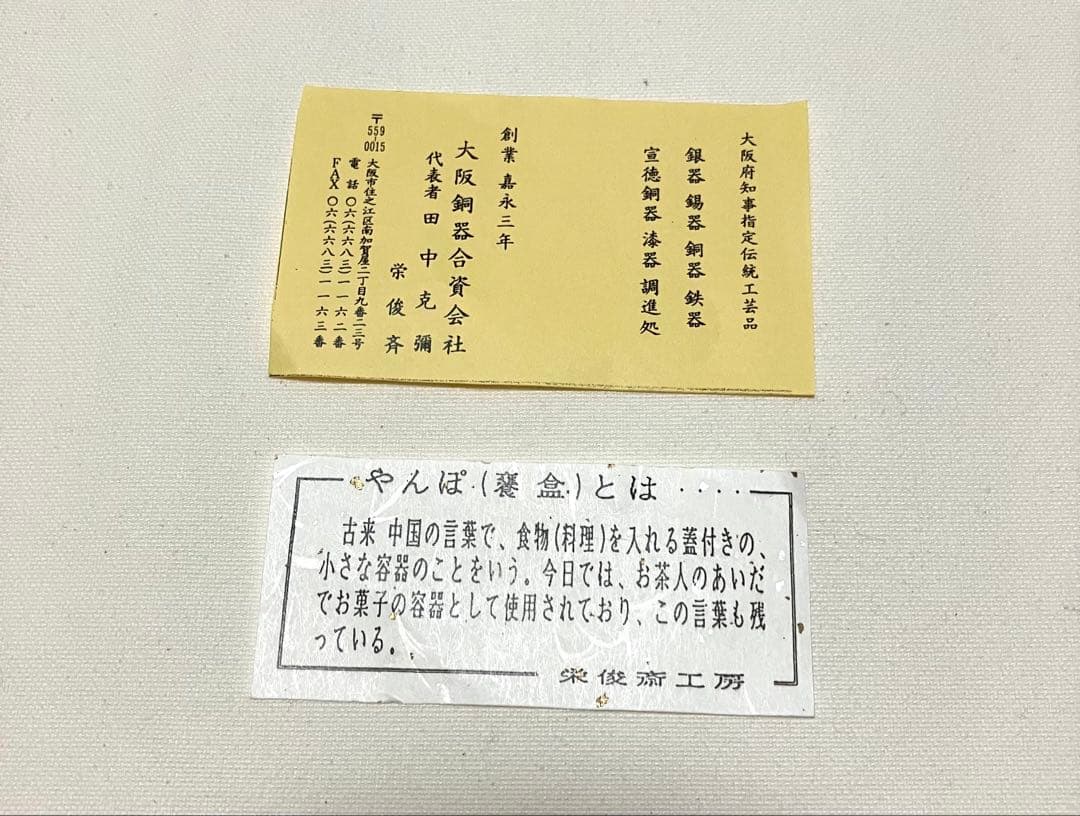 大阪府知事指定伝統工芸品
銀器 錫器 銅器 鉄器
宣徳銅器 漆器 調進処
創業 嘉永三年
大阪銅器合資会社
代表者 田中克彌
栄俊斉
〒559-0015
大阪市住之江区南加賀屋二丁目九番二三号
電話 〇六(六六八三)一一六二番
FAX 〇六(六六八三)一一六三番
やんぽ(饔盒)とは ‥‥
古来 中国の言葉で、食物(料理)を入れる蓋付きの、
小さな容器のことをいう。今日では、お茶人のあいだ
でお菓子の容器として使用されており、この言葉も残
っている。
栄俊斎工房